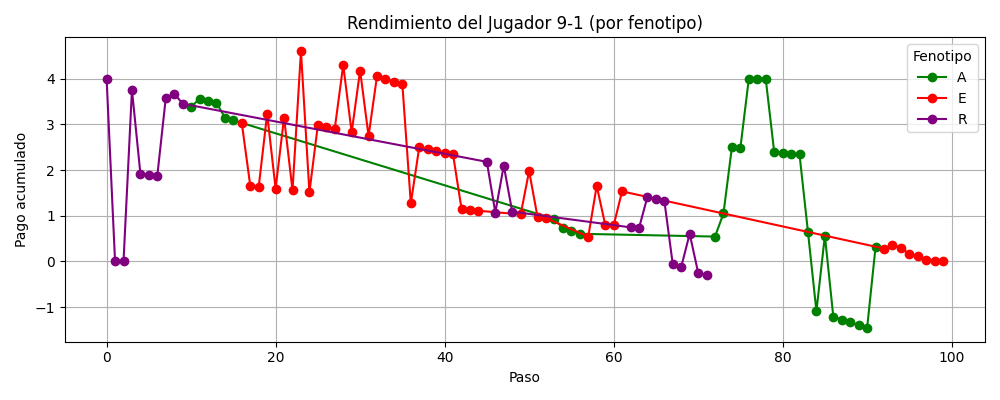 Rendimiento del Jugador 9-1 (por fenotipo)
Pago acumulado
4
3
2
1
0
−1
Fenotipo
A
E
R
0 20 40 60 80 100
Paso